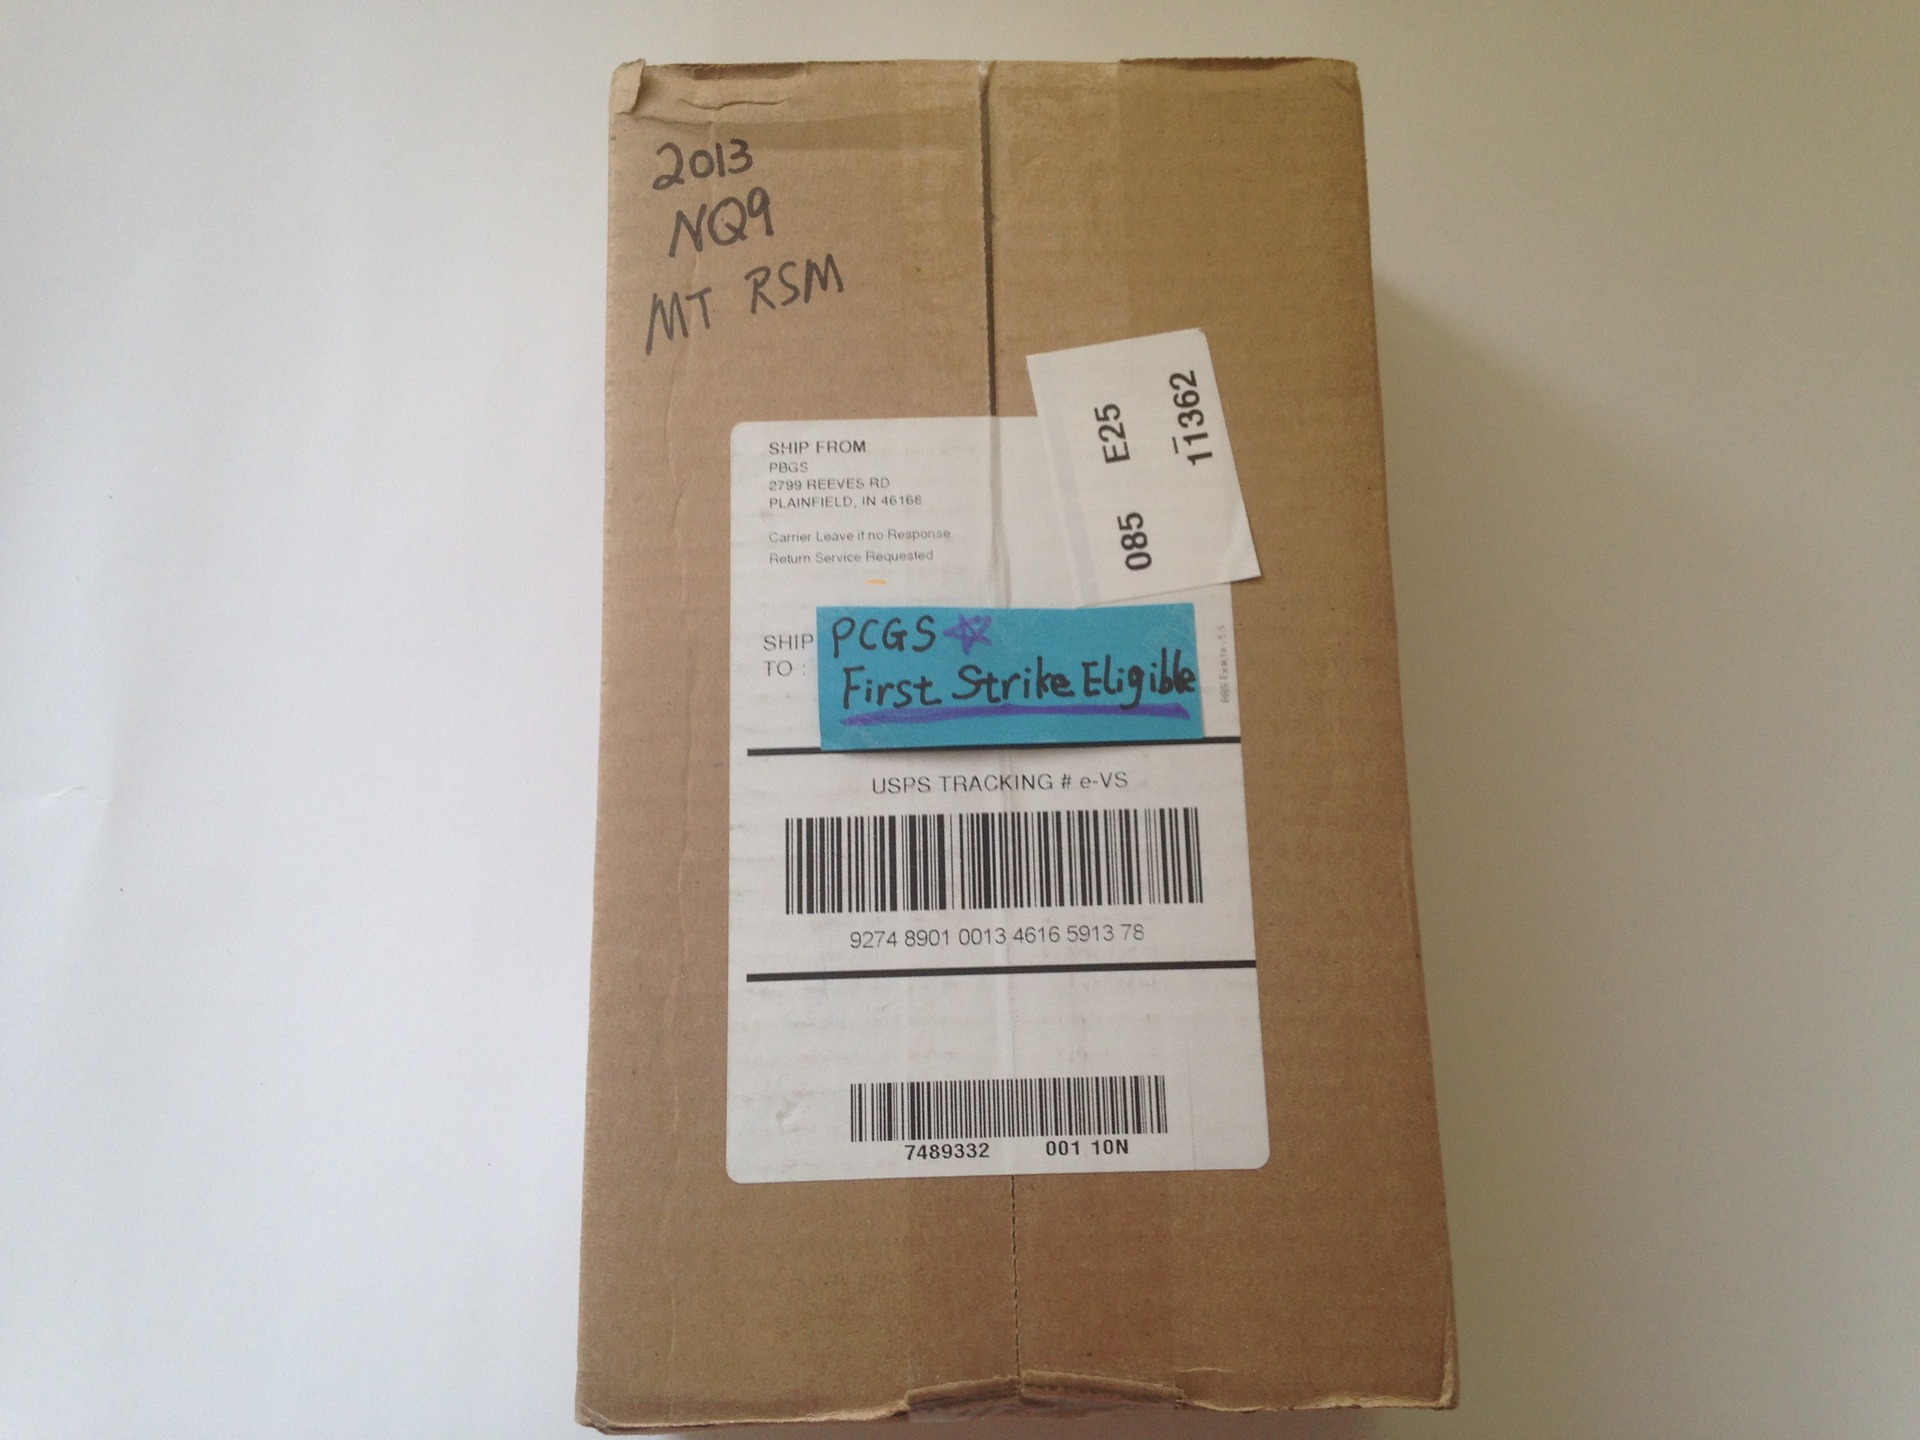 2013
NQ9
MT RSM
085 E25
11362
SHIP FROM
PBGS
2799 REEVES RD
PLAINFIELD, IN 46168
Carrier Leave if no Response
Return Service Requested
SHIP
TO :
PCGS
First Strike Eligible
USPS TRACKING # e-VS
9274 8901 0013 4616 5913 78
7489332 001 10N